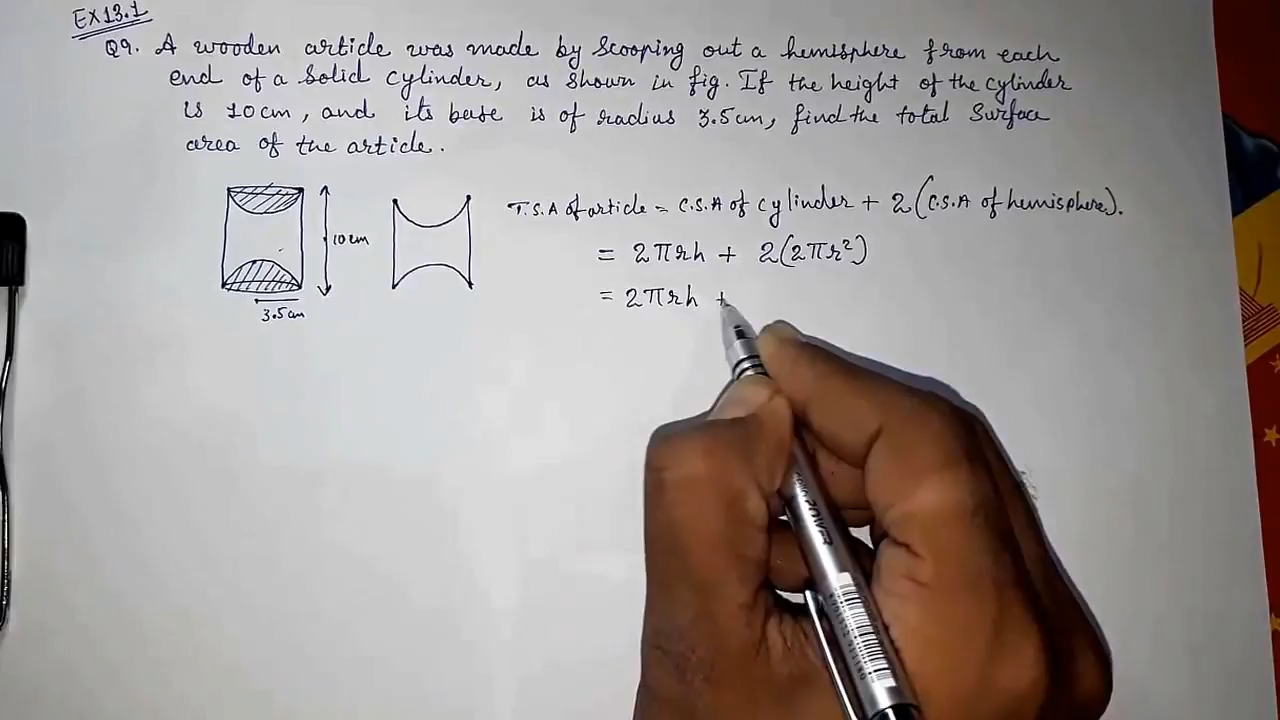 EX13.1
Q9. A wooden article was made by scooping out a hemisphere from each
end of a solid cylinder, as shown in fig. If the height of the cylinder
is 10cm, and its base is of radius 3.5cm, find the total surface
area of the article.
10cm
3.5cm
T.S.A of article = C.S.A of cylinder + 2(C.S.A of hemisphere).
= 2πrh + 2(2πr²)
= 2πrh +